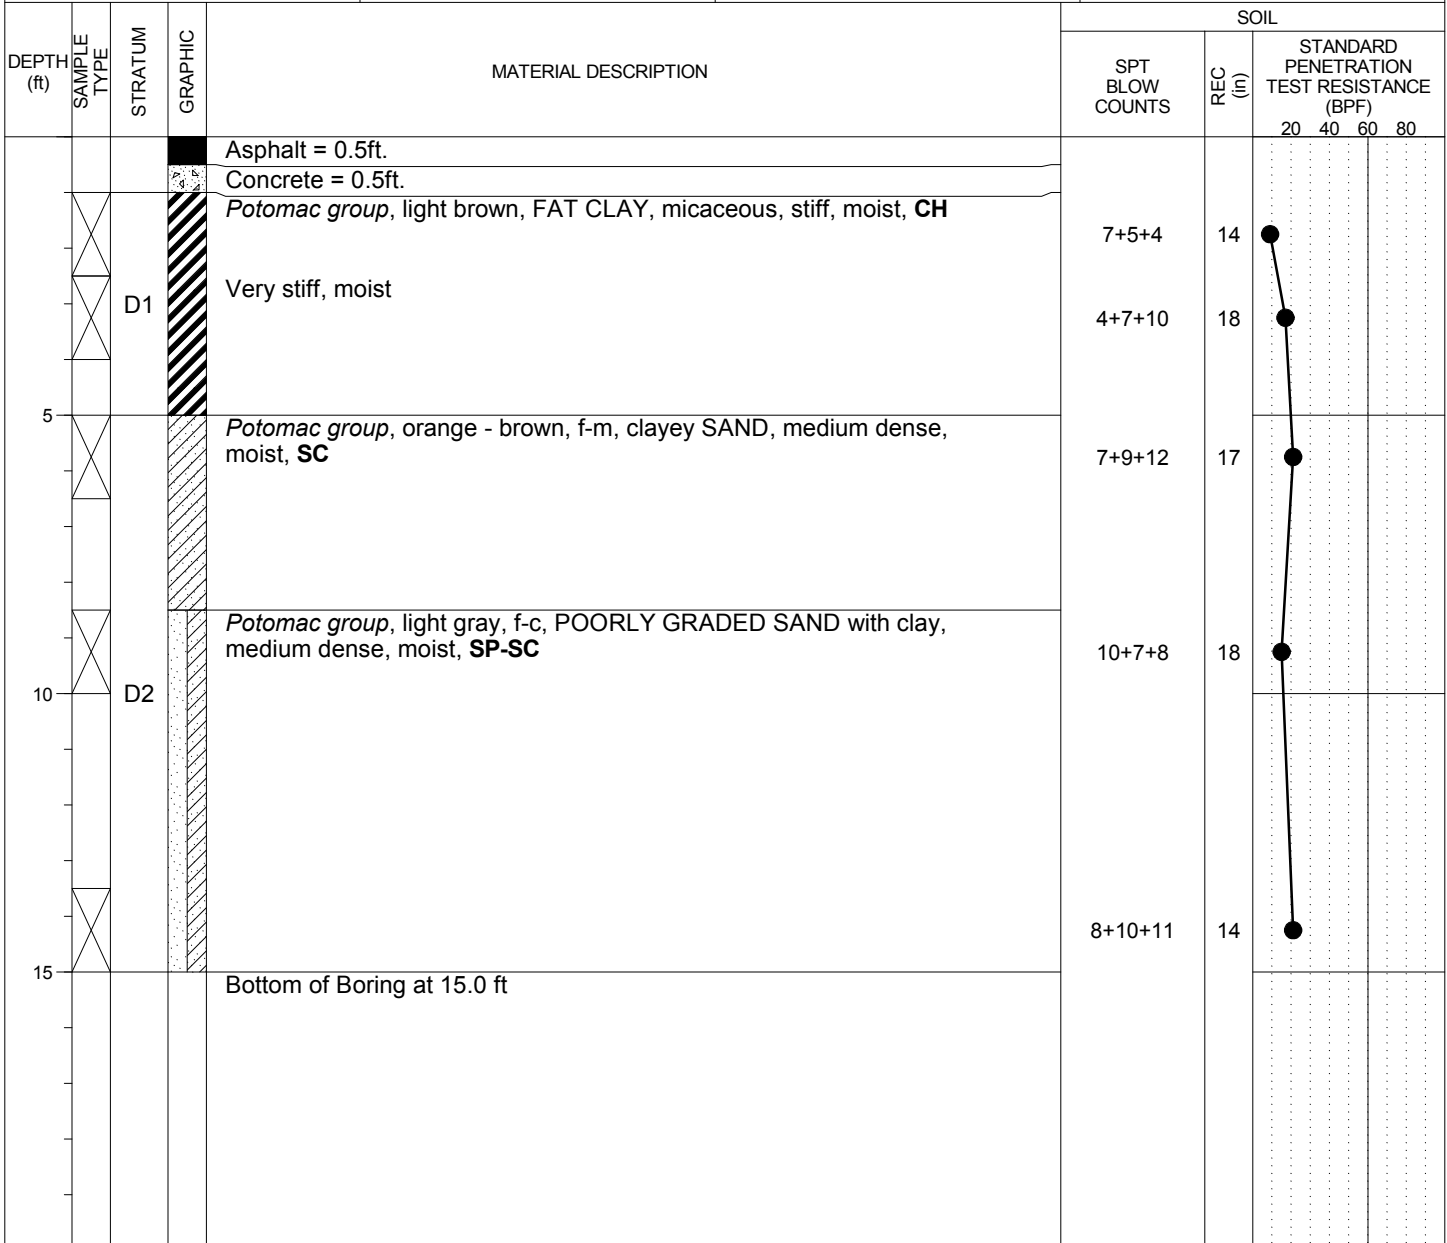 SOIL
DEPTH
(ft)
SAMPLE
TYPE
STRATUM
GRAPHIC
MATERIAL DESCRIPTION
SPT
BLOW
COUNTS
REC
(in)
STANDARD
PENETRATION
TEST RESISTANCE
(BPF)
20 40 60 80
Asphalt = 0.5ft.
Concrete = 0.5ft.
Potomac group, light brown, FAT CLAY, micaceous, stiff, moist, CH
7+5+4 14
Very stiff, moist
D1
4+7+10 18
5
Potomac group, orange - brown, f-m, clayey SAND, medium dense,
moist, SC
7+9+12 17
Potomac group, light gray, f-c, POORLY GRADED SAND with clay,
medium dense, moist, SP-SC
10+7+8 18
10 D2
8+10+11 14
15
Bottom of Boring at 15.0 ft